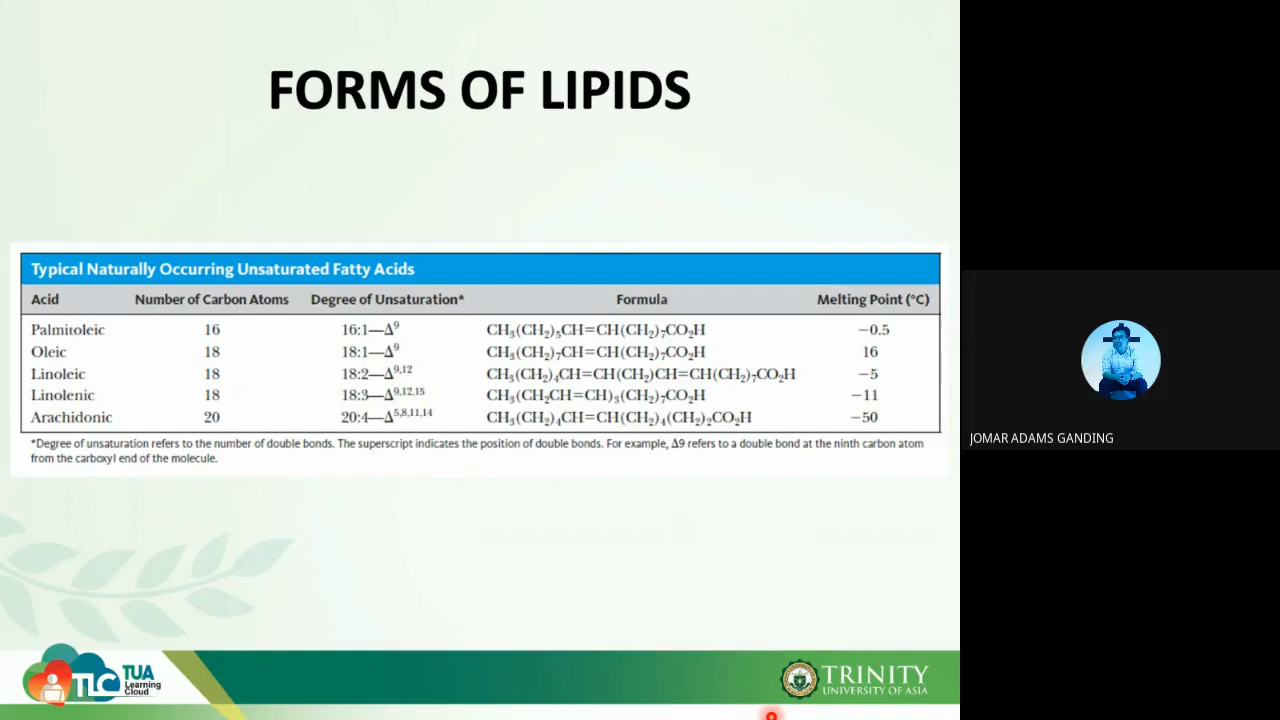 FORMS OF LIPIDS
Typical Naturally Occurring Unsaturated Fatty Acids
Acid Number of Carbon Atoms Degree of Unsaturation* Formula Melting Point (°C)
Palmitoleic 16 16:1—Δ⁹ CH₃(CH₂)₅CH=CH(CH₂)₇CO₂H −0.5
Oleic 18 18:1—Δ⁹ CH₃(CH₂)₇CH=CH(CH₂)₇CO₂H 16
Linoleic 18 18:2—Δ⁹,¹² CH₃(CH₂)₄CH=CH(CH₂)CH=CH(CH₂)₇CO₂H −5
Linolenic 18 18:3—Δ⁹,¹²,¹⁵ CH₃(CH₂CH=CH)₃(CH₂)₇CO₂H −11
Arachidonic 20 20:4—Δ⁵,⁸,¹¹,¹⁴ CH₃(CH₂)₄CH=CH(CH₂)₄(CH₂)₂CO₂H −50
*Degree of unsaturation refers to the number of double bonds. The superscript indicates the position of double bonds. For example, Δ9 refers to a double bond at the ninth carbon atom
from the carboxyl end of the molecule.
JOMAR ADAMS GANDING
TLC TUA
Learning
Cloud
TRINITY
UNIVERSITY OF ASIA